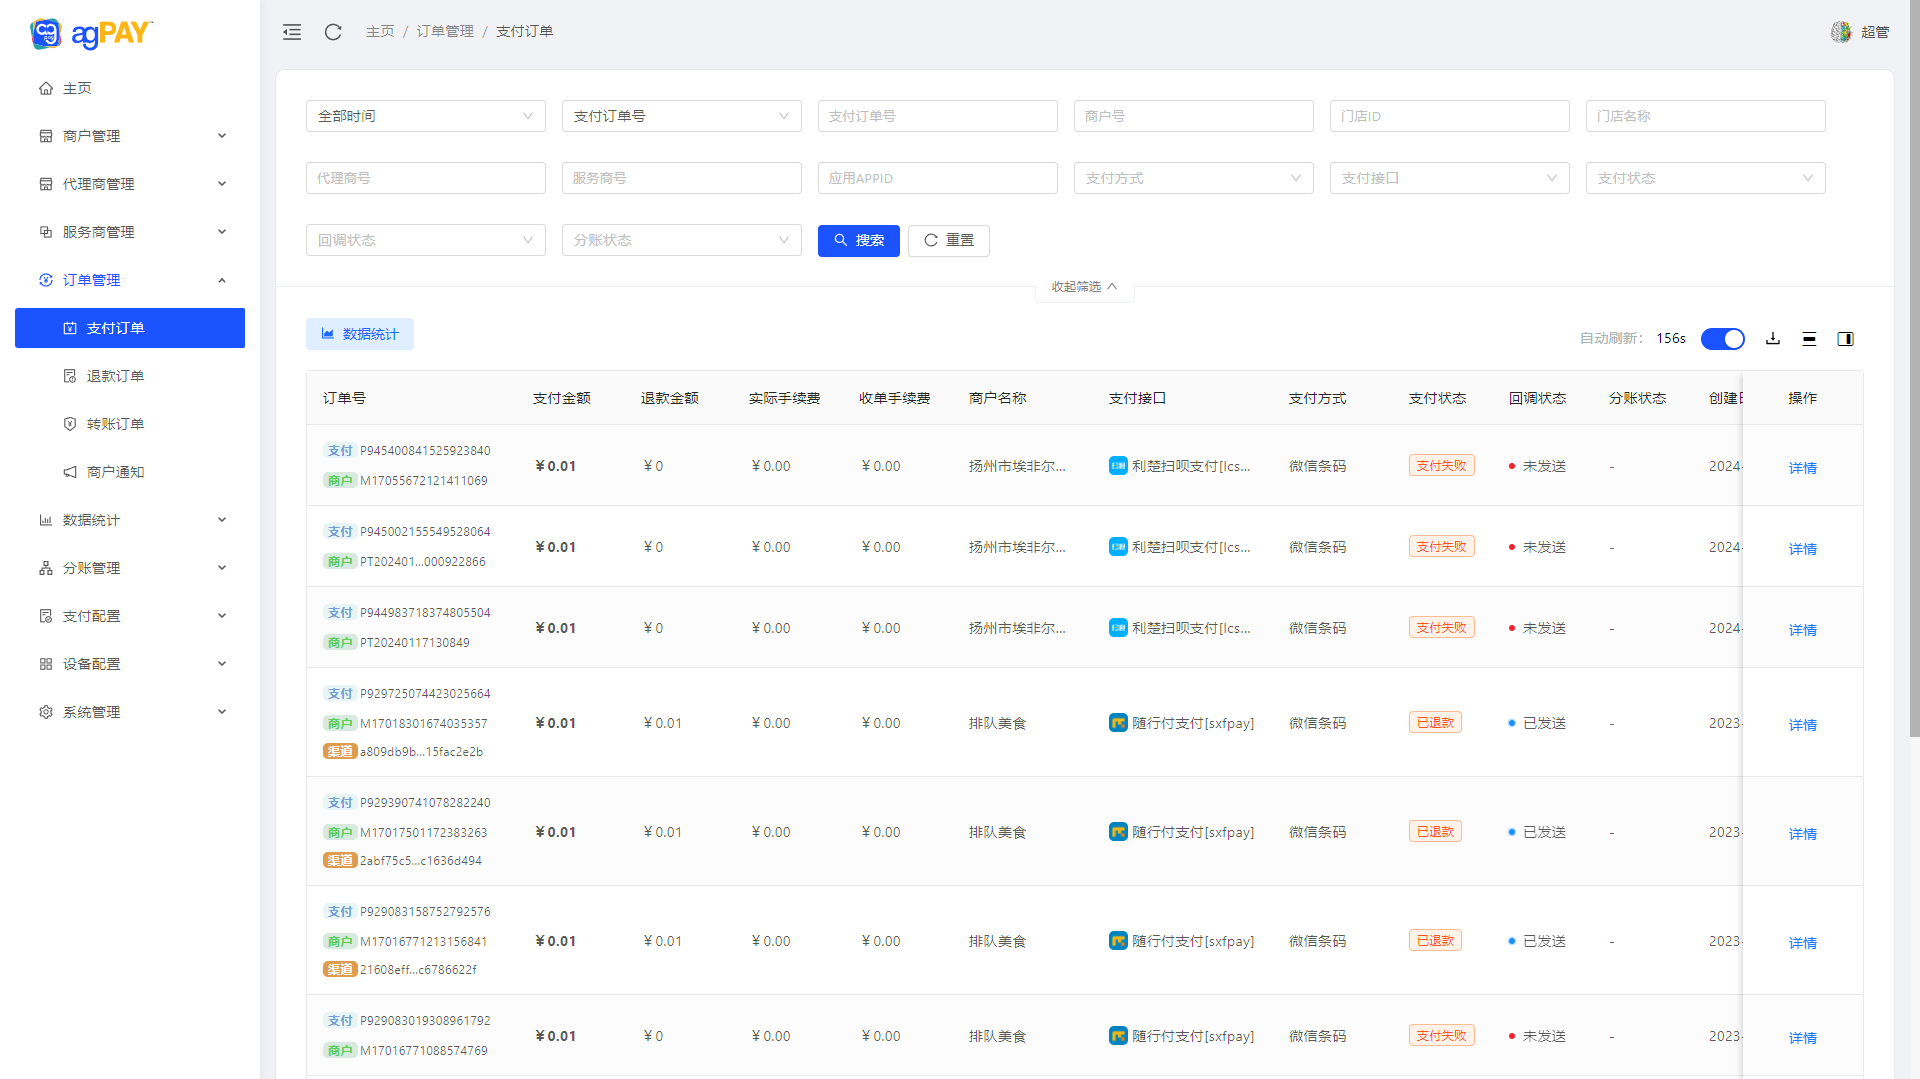 agPAY
主页 / 订单管理 / 支付订单
超管
主页
商户管理
代理商管理
服务商管理
订单管理
支付订单
退款订单
转账订单
商户通知
数据统计
分账管理
支付配置
设备配置
系统管理
全部时间 支付订单号 支付订单号 商户号 门店ID 门店名称
代理商号 服务商号 应用APPID 支付方式 支付接口 支付状态
回调状态 分账状态 搜索 重置
收起筛选
数据统计 自动刷新: 156s
订单号 支付金额 退款金额 实际手续费 收单手续费 商户名称 支付接口 支付方式 支付状态 回调状态 分账状态 创建 操作
支付 P945400841525923840
商户 M17055672121411069
¥0.01 ¥0 ¥0.00 ¥0.00 扬州市埃非尔... 利楚扫呗支付[lcs... 微信条码 支付失败 未发送 - 2024- 详情
支付 P945002155549528064
商户 PT202401...000922866
¥0.01 ¥0 ¥0.00 ¥0.00 扬州市埃非尔... 利楚扫呗支付[lcs... 微信条码 支付失败 未发送 - 2024- 详情
支付 P944983718374805504
商户 PT20240117130849
¥0.01 ¥0 ¥0.00 ¥0.00 扬州市埃非尔... 利楚扫呗支付[lcs... 微信条码 支付失败 未发送 - 2024- 详情
支付 P929725074423025664
商户 M17018301674035357
渠道 a809db9b...15fac2e2b
¥0.01 ¥0.01 ¥0.00 ¥0.00 排队美食 随行付支付[sxfpay] 微信条码 已退款 已发送 - 2023- 详情
支付 P929390741078282240
商户 M17017501172383263
渠道 2abf75c5...c1636d494
¥0.01 ¥0.01 ¥0.00 ¥0.00 排队美食 随行付支付[sxfpay] 微信条码 已退款 已发送 - 2023- 详情
支付 P929083158752792576
商户 M17016771213156841
渠道 21608eff...c6786622f
¥0.01 ¥0.01 ¥0.00 ¥0.00 排队美食 随行付支付[sxfpay] 微信条码 已退款 已发送 - 2023- 详情
支付 P929083019308961792
商户 M17016771088574769
¥0.01 ¥0 ¥0.00 ¥0.00 排队美食 随行付支付[sxfpay] 微信条码 支付失败 未发送 - 2023- 详情